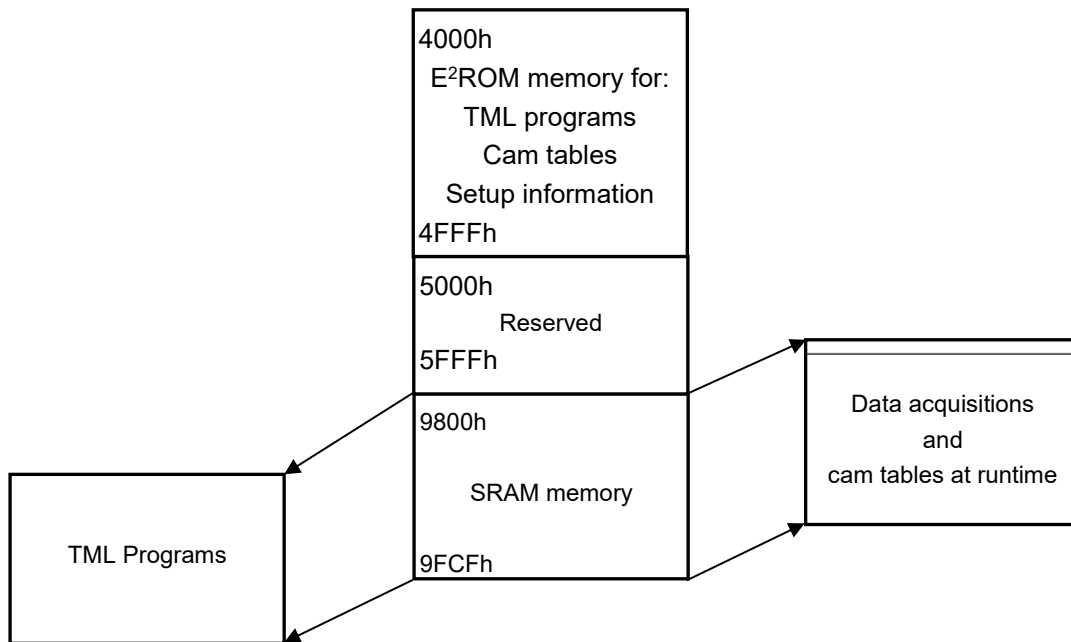 4000h
E²ROM memory for:
TML programs
Cam tables
Setup information
4FFFh
5000h
Reserved
5FFFh
9800h
SRAM memory
9FCFh
Data acquisitions
and
cam tables at runtime
TML Programs